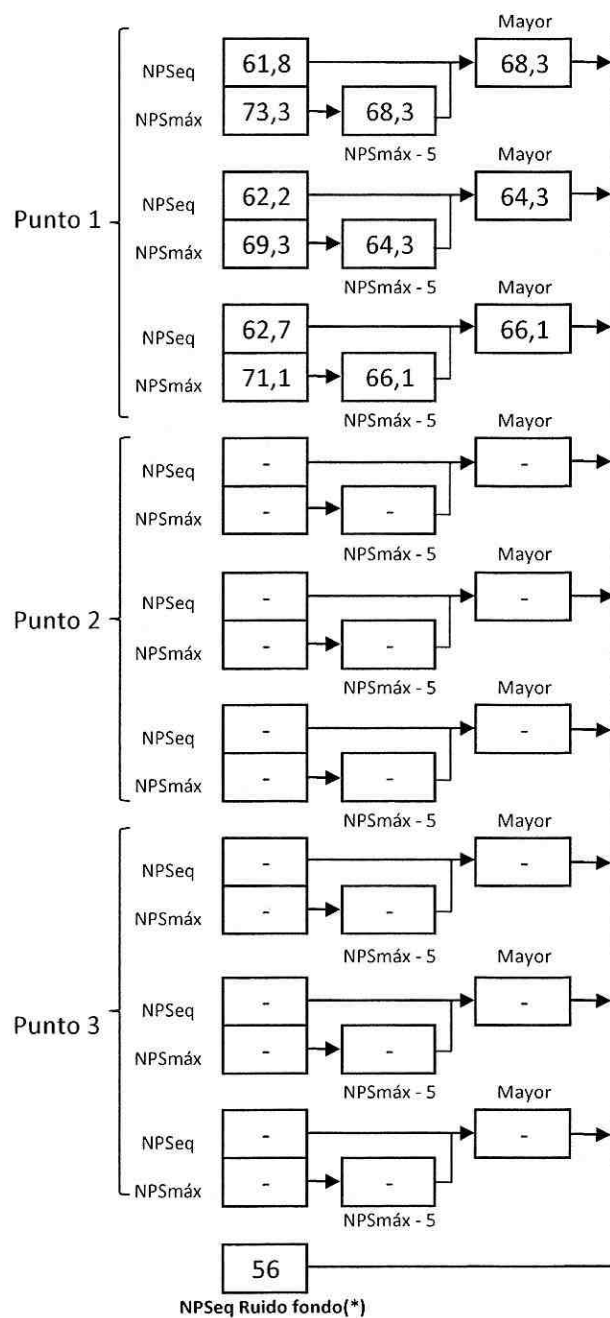 Mayor
NPSeq 61,8 68,3
NPSmáx 73,3 68,3
NPSmáx - 5
Mayor
Punto 1
NPSeq 62,2 64,3
NPSmáx 69,3 64,3
NPSmáx - 5
Mayor
NPSeq 62,7 66,1
NPSmáx 71,1 66,1
NPSmáx - 5
Mayor
NPSeq - -
NPSmáx - -
NPSmáx - 5
Mayor
Punto 2
NPSeq - -
NPSmáx - -
NPSmáx - 5
Mayor
NPSeq - -
NPSmáx - -
NPSmáx - 5
Mayor
NPSeq - -
NPSmáx - -
NPSmáx - 5
Mayor
Punto 3
NPSeq - -
NPSmáx - -
NPSmáx - 5
Mayor
NPSeq - -
NPSmáx - -
NPSmáx - 5
56
NPSeq Ruido fondo(*)